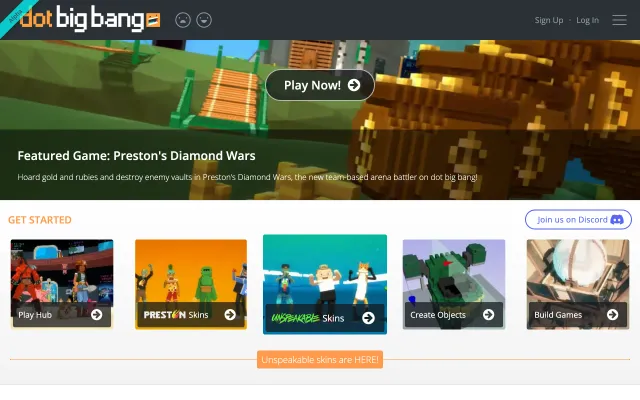 Alpha
dot big bang
Sign Up · Log In
Play Now!
Featured Game: Preston's Diamond Wars
Hoard gold and rubies and destroy enemy vaults in Preston's Diamond Wars, the new team-based arena battler on dot big bang!
GET STARTED
Join us on Discord
Play Hub
PRESTON Skins
UNSPEAKABLE Skins
Create Objects
Build Games
Unspeakable skins are HERE!